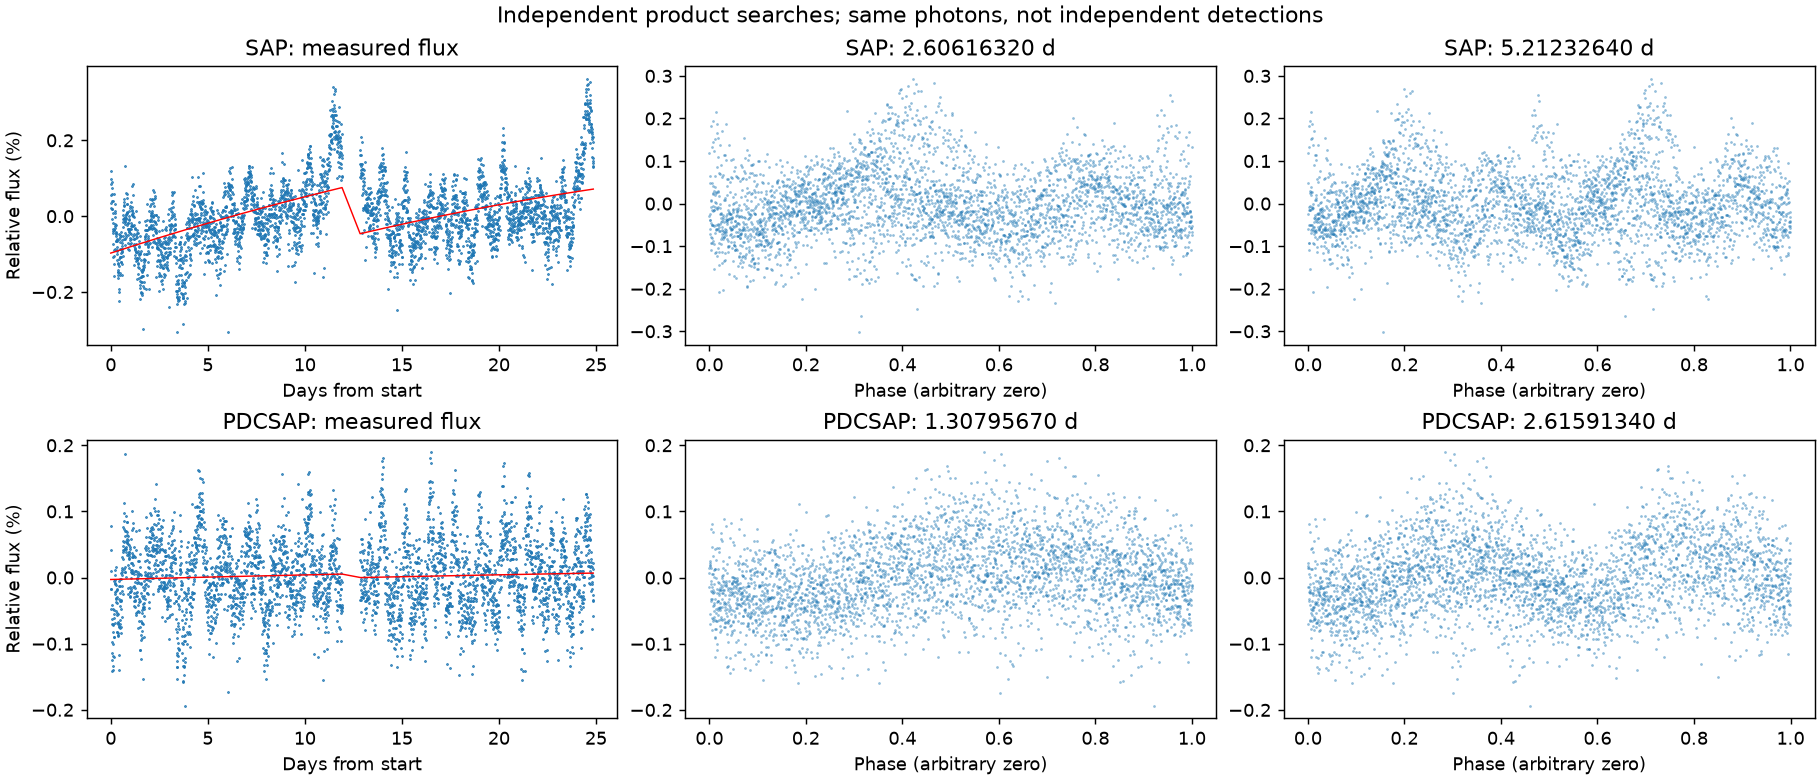 Independent product searches; same photons, not independent detections
SAP: measured flux
SAP: 2.60616320 d
SAP: 5.21232640 d
Relative flux (%)
0.2
0.0
−0.2
0 5 10 15 20 25
Days from start
0.3
0.2
0.1
0.0
−0.1
−0.2
−0.3
0.0 0.2 0.4 0.6 0.8 1.0
Phase (arbitrary zero)
0.3
0.2
0.1
0.0
−0.1
−0.2
−0.3
0.0 0.2 0.4 0.6 0.8 1.0
Phase (arbitrary zero)
PDCSAP: measured flux
PDCSAP: 1.30795670 d
PDCSAP: 2.61591340 d
Relative flux (%)
0.2
0.1
0.0
−0.1
−0.2
0 5 10 15 20 25
Days from start
0.2
0.1
0.0
−0.1
−0.2
0.0 0.2 0.4 0.6 0.8 1.0
Phase (arbitrary zero)
0.2
0.1
0.0
−0.1
−0.2
0.0 0.2 0.4 0.6 0.8 1.0
Phase (arbitrary zero)